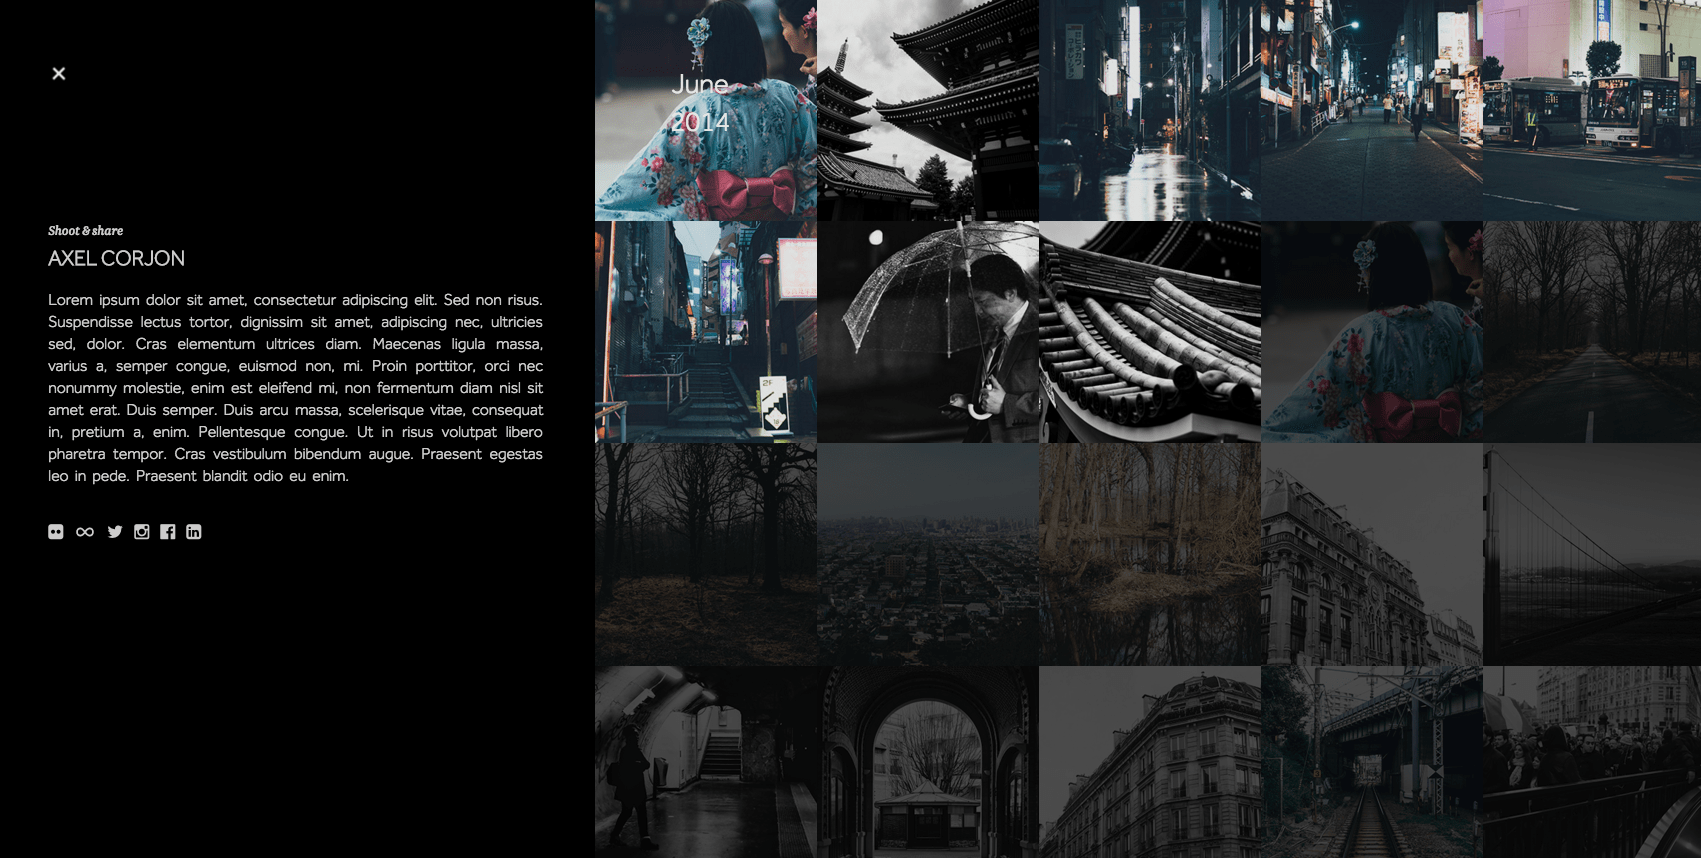 Shoot & share
AXEL CORJON
Lorem ipsum dolor sit amet, consectetur adipiscing elit. Sed non risus.
Suspendisse lectus tortor, dignissim sit amet, adipiscing nec, ultricies
sed, dolor. Cras elementum ultrices diam. Maecenas ligula massa,
varius a, semper congue, euismod non, mi. Proin porttitor, orci nec
nonummy molestie, enim est eleifend mi, non fermentum diam nisl sit
amet erat. Duis semper. Duis arcu massa, scelerisque vitae, consequat
in, pretium a, enim. Pellentesque congue. Ut in risus volutpat libero
pharetra tempor. Cras vestibulum bibendum augue. Praesent egestas
leo in pede. Praesent blandit odio eu enim.
June
2014
2F